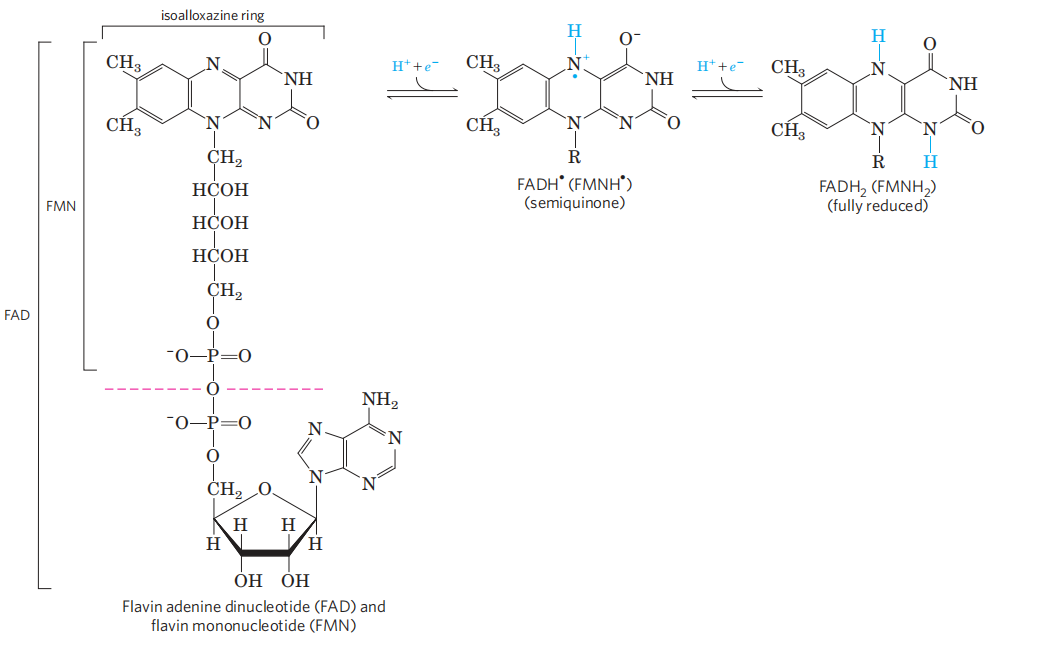 isoalloxazine ring
O
CH₃ N NH
CH₃ N N O
CH₂
HCOH
HCOH
HCOH
CH₂
O
⁻O—P=O
O
⁻O—P=O
O
CH₂ O
H H H H
OH OH
NH₂
N N
N N
FMN
FAD
Flavin adenine dinucleotide (FAD) and
flavin mononucleotide (FMN)
H⁺ + e⁻
H O⁻
CH₃ N⁺ NH
•
CH₃ N N O
R
FADH• (FMNH•)
(semiquinone)
H⁺ + e⁻
H O
CH₃ N NH
CH₃ N N O
R H
FADH₂ (FMNH₂)
(fully reduced)